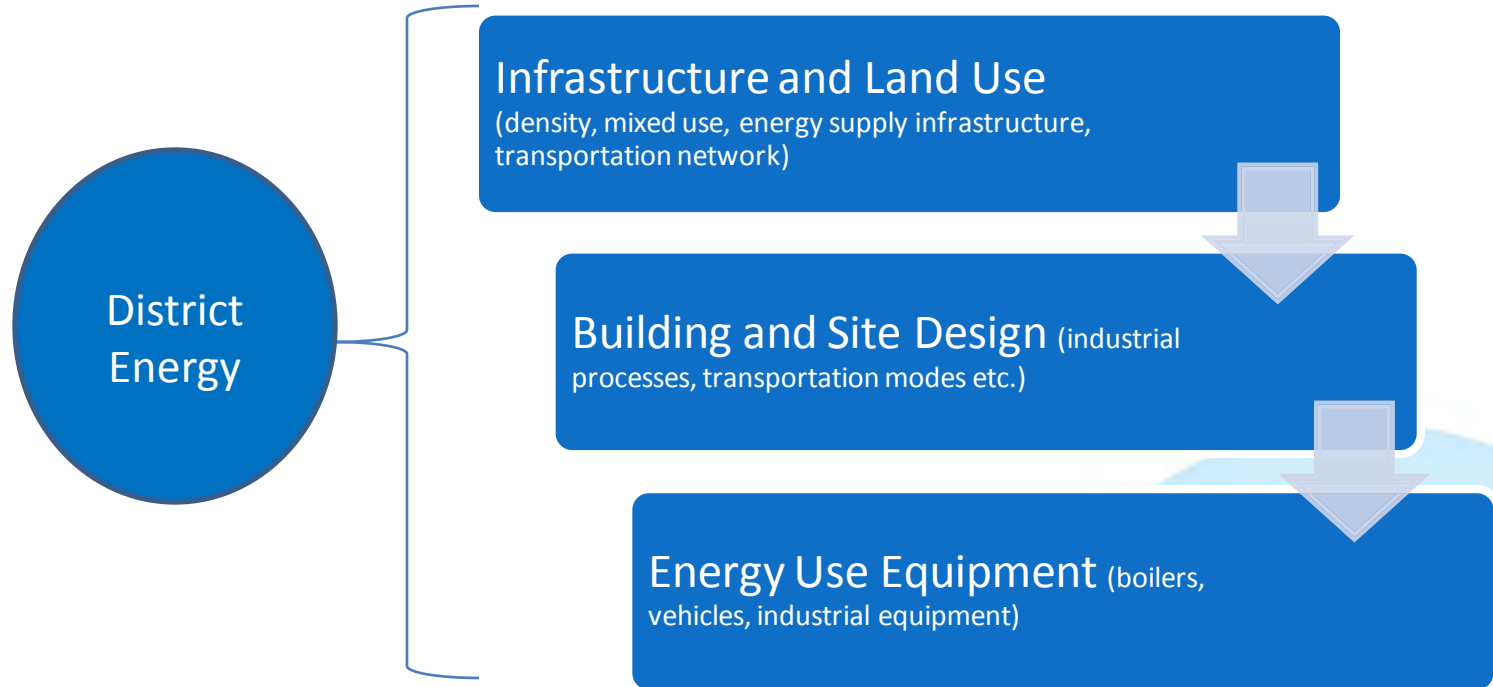 District
Energy
Infrastructure and Land Use
(density, mixed use, energy supply infrastructure,
transportation network)
Building and Site Design (industrial
processes, transportation modes etc.)
Energy Use Equipment (boilers,
vehicles, industrial equipment)